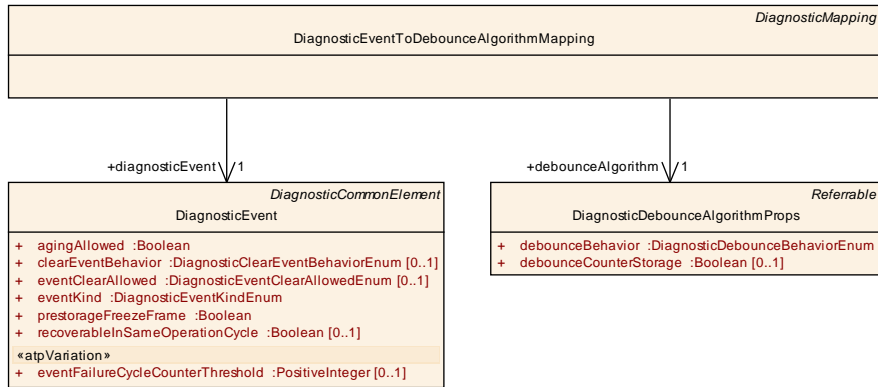 DiagnosticMapping
DiagnosticEventToDebounceAlgorithmMapping
+diagnosticEvent 1
+debounceAlgorithm 1
DiagnosticCommonElement
DiagnosticEvent
+ agingAllowed :Boolean
+ clearEventBehavior :DiagnosticClearEventBehaviorEnum [0..1]
+ eventClearAllowed :DiagnosticEventClearAllowedEnum [0..1]
+ eventKind :DiagnosticEventKindEnum
+ prestorageFreezeFrame :Boolean
+ recoverableInSameOperationCycle :Boolean [0..1]
«atpVariation»
+ eventFailureCycleCounterThreshold :PositiveInteger [0..1]
Referrable
DiagnosticDebounceAlgorithmProps
+ debounceBehavior :DiagnosticDebounceBehaviorEnum
+ debounceCounterStorage :Boolean [0..1]